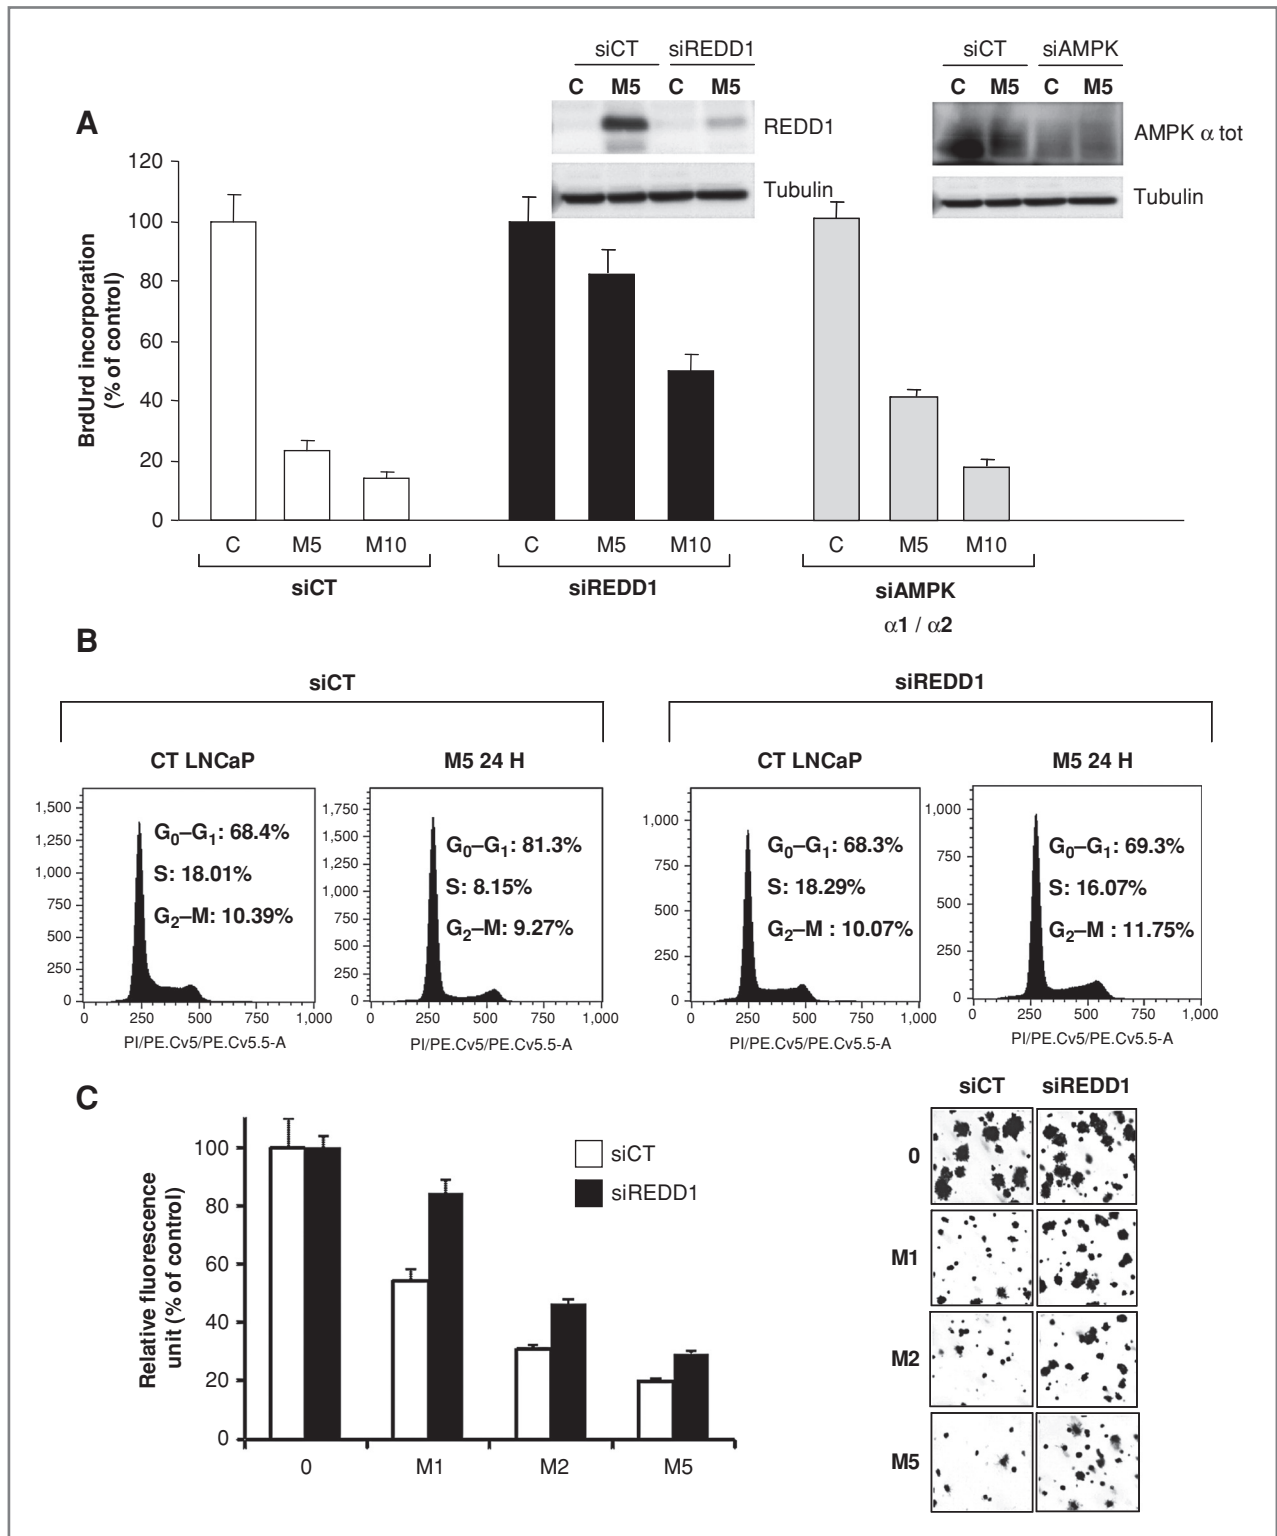 A
siCT siREDD1
C M5 C M5
REDD1
Tubulin
siCT siAMPK
C M5 C M5
AMPK α tot
Tubulin
BrdUrd incorporation
(% of control)
120
100
80
60
40
20
0
C M5 M10 C M5 M10 C M5 M10
siCT siREDD1 siAMPK
α1 / α2
B
siCT siREDD1
CT LNCaP M5 24 H CT LNCaP M5 24 H
1,500
1,250
1,000
750
500
250
0
G0–G1: 68.4%
S: 18.01%
G2–M: 10.39%
0 250 500 750 1,000
PI/PE.Cv5/PE.Cv5.5-A
1,750
1,500
1,250
1,000
750
500
250
0
G0–G1: 81.3%
S: 8.15%
G2–M: 9.27%
0 250 500 750 1,000
PI/PE.Cv5/PE.Cv5.5-A
1,000
750
500
250
0
G0–G1: 68.3%
S: 18.29%
G2–M : 10.07%
0 250 500 750 1,000
PI/PE.Cv5/PE.Cv5.5-A
1,000
750
500
250
0
G0–G1: 69.3%
S: 16.07%
G2–M : 11.75%
0 250 500 750 1,000
PI/PE.Cv5/PE.Cv5.5-A
C
Relative fluorescence
unit (% of control)
100
80
60
40
20
0
siCT
siREDD1
0 M1 M2 M5
siCT siREDD1
0
M1
M2
M5